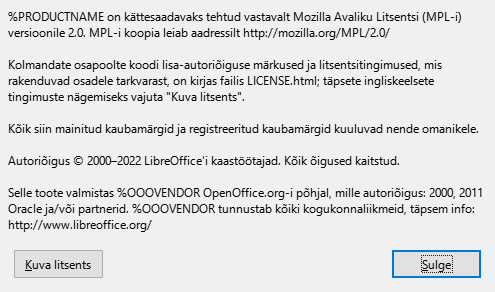 %PRODUCTNAME on kättesaadavaks tehtud vastavalt Mozilla Avaliku Litsentsi (MPL-i)
versioonile 2.0. MPL-i koopia leiab aadressilt http://mozilla.org/MPL/2.0/
Kolmandate osapoolte koodi lisa-autoriõiguse märkused ja litsentsitingimused, mis
rakenduvad osadele tarkvarast, on kirjas failis LICENSE.html; täpsete ingliskeelsete
tingimuste nägemiseks vajuta "Kuva litsents".
Kõik siin mainitud kaubamärgid ja registreeritud kaubamärgid kuuluvad nende omanikele.
Autoriõigus © 2000–2022 LibreOffice'i kaastöötajad. Kõik õigused kaitstud.
Selle toote valmistas %OOOVENDOR OpenOffice.org-i põhjal, mille autoriõigus: 2000, 2011
Oracle ja/või partnerid. %OOOVENDOR tunnustab kõiki kogukonnaliikmeid, täpsem info:
http://www.libreoffice.org/
Kuva litsents
Sulge